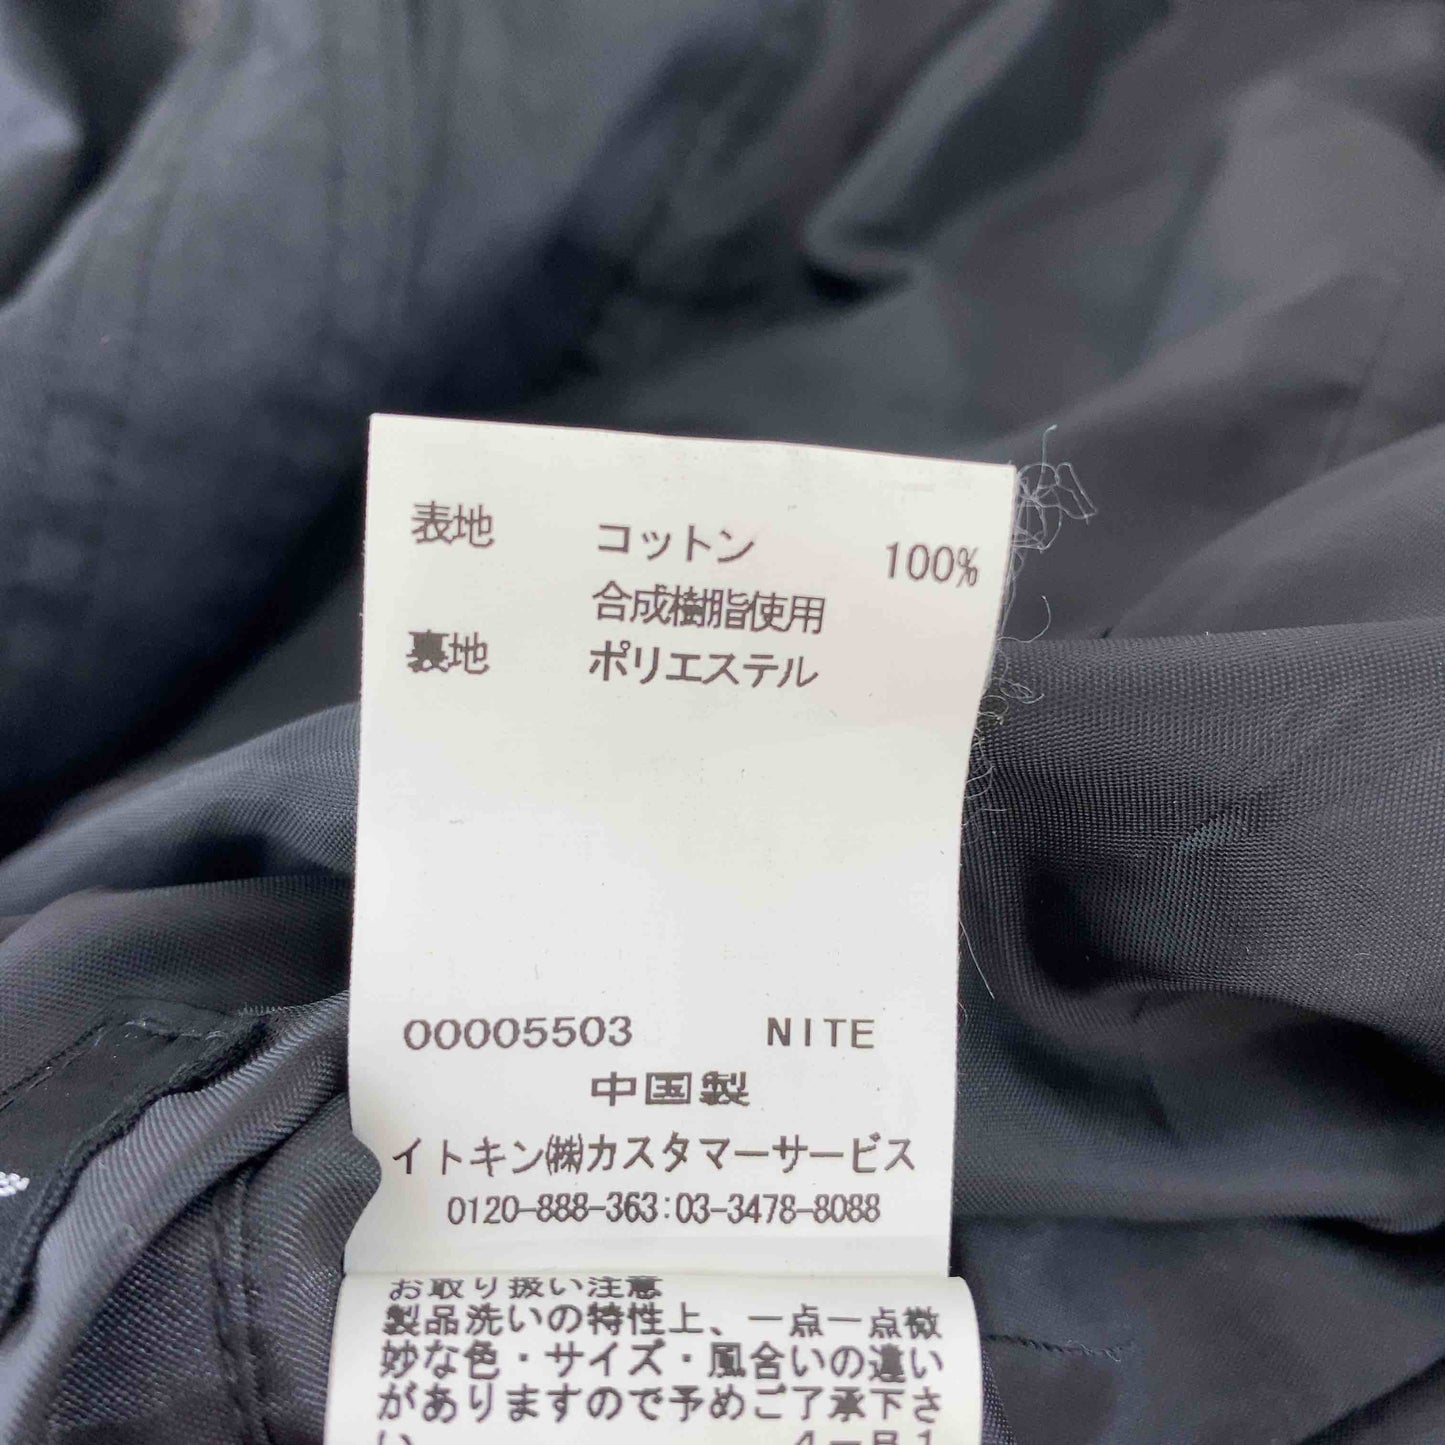 表地 コットン 100%
合成樹脂使用
裏地 ポリエステル
00005503 NITE
中国製
イトキン㈱カスタマーサービス
0120-888-363:03-3478-8088
お取り扱い注意
製品洗いの特性上、一点一点微
妙な色・サイズ・風合いの違い
がありますので予めご了承下さ
い 4-B1